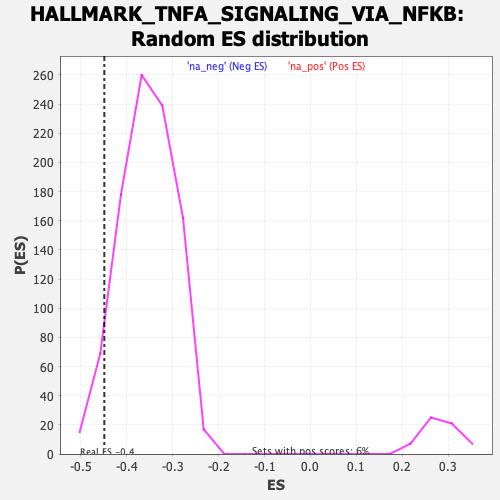 HALLMARK_TNFA_SIGNALING_VIA_NFKB:
Random ES distribution
'na_neg' (Neg ES) 'na_pos' (Pos ES)
260
240
220
200
180
160
140
120
100
80
60
40
20
0
P(ES)
Real ES -0.4
Sets with pos scores: 6%
-0.5 -0.4 -0.3 -0.2 -0.1 0.0 0.1 0.2 0.3
ES